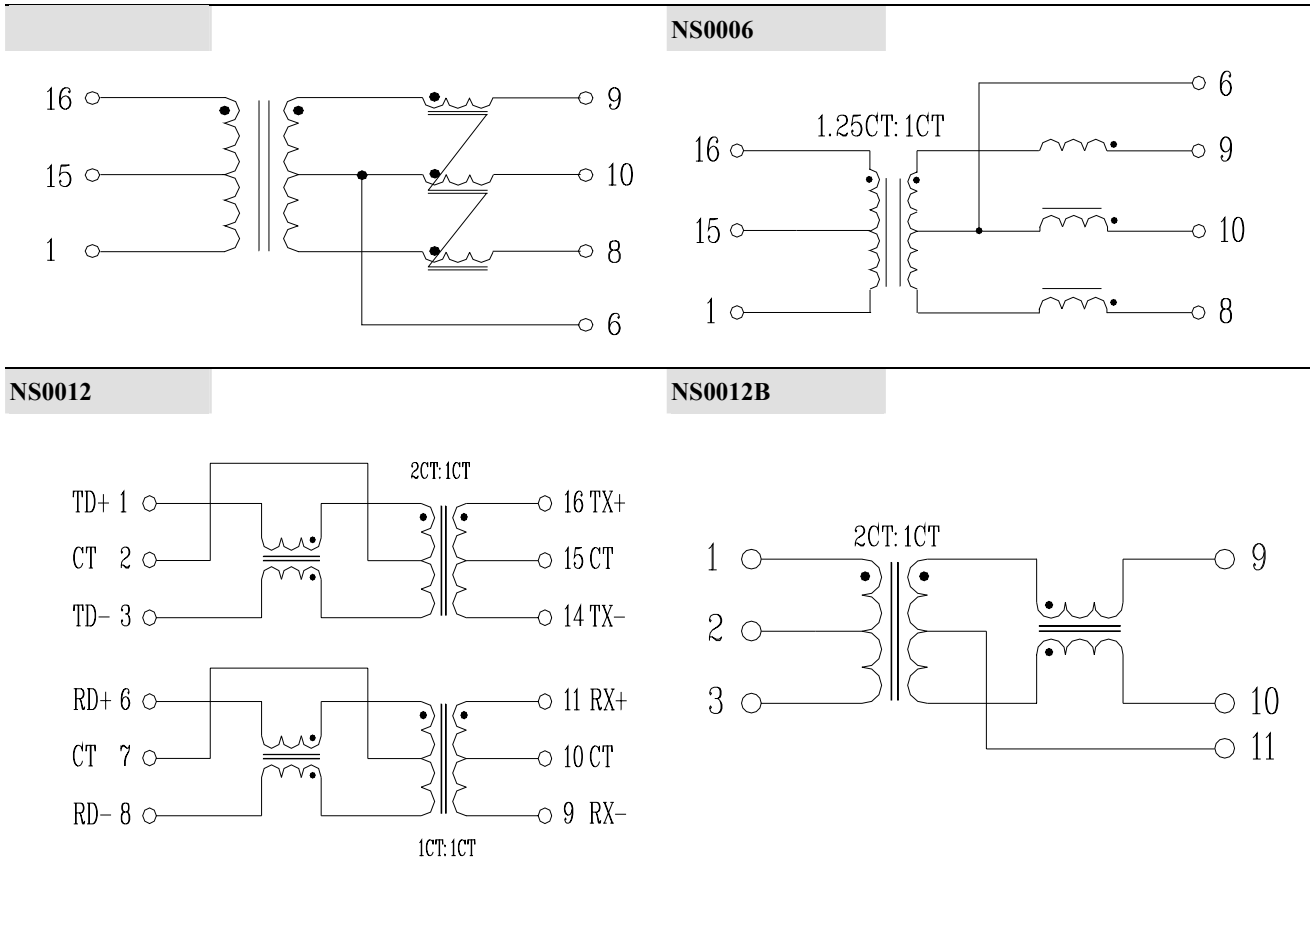 NS0006
16
9
15
10
1
8
6
1.25CT:1CT
6
16
9
15
10
1
8
NS0012
NS0012B
2CT:1CT
TD+ 1
16 TX+
CT 2
15 CT
TD- 3
14 TX-
RD+ 6
11 RX+
CT 7
10 CT
RD- 8
9 RX-
1CT:1CT
2CT:1CT
1
9
2
3
10
11